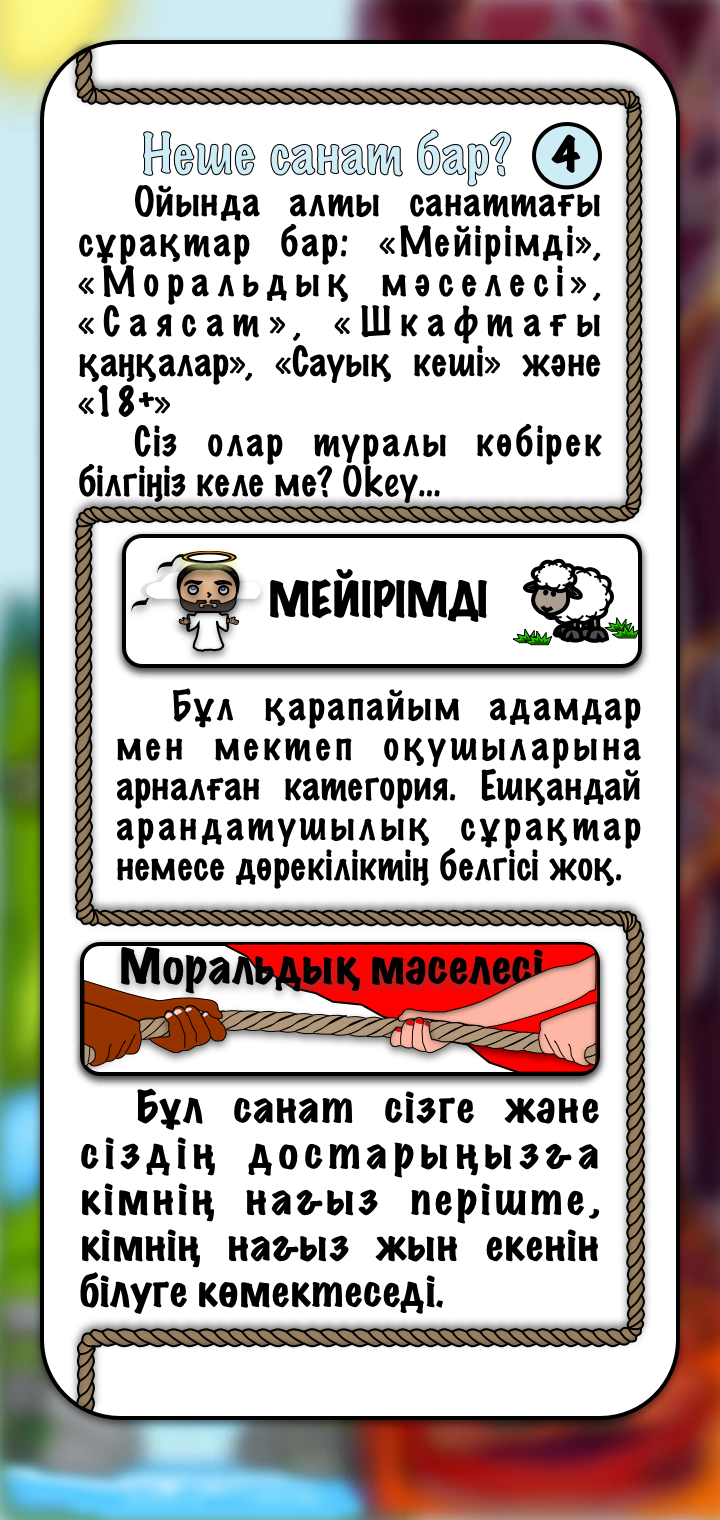 Неше санат бар? 4
Ойында алты санаттағы
сұрақтар бар: «Мейірімді»,
«Моральдық мәселесі»,
«Саясат», «Шкафтағы
қаңқалар», «Сауық кеші» және
«18+»
Сіз олар туралы көбірек
білгіңіз келе ме? Okey...
МЕЙІРІМДІ
Бұл қарапайым адамдар
мен мектеп оқушыларына
арналған категория. Ешқандай
арандатушылық сұрақтар
немесе дөрекіліктің белгісі жоқ.
Моральдық мәселесі
Бұл санат сізге және
сіздің достарыңызға
кімнің нағыз періште,
кімнің нағыз жын екенін
білуге көмектеседі.